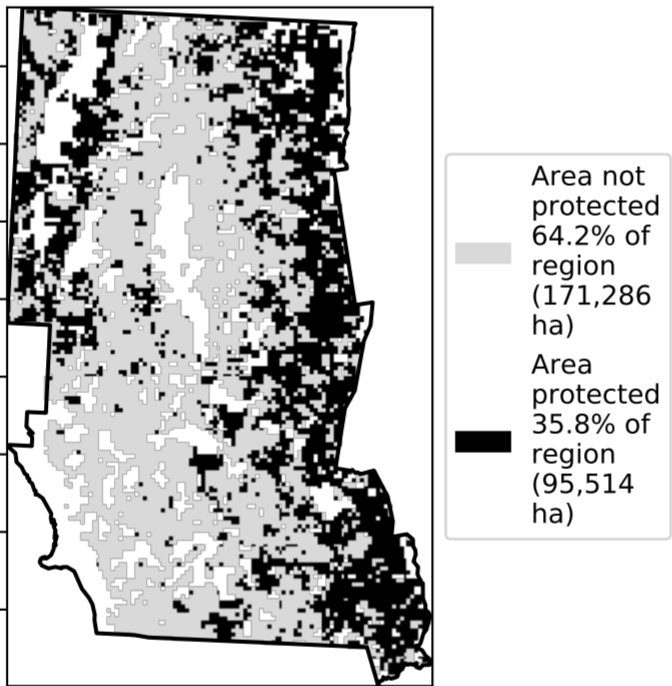 Area not
protected
64.2% of
region
(171,286
ha)
Area
protected
35.8% of
region
(95,514
ha)